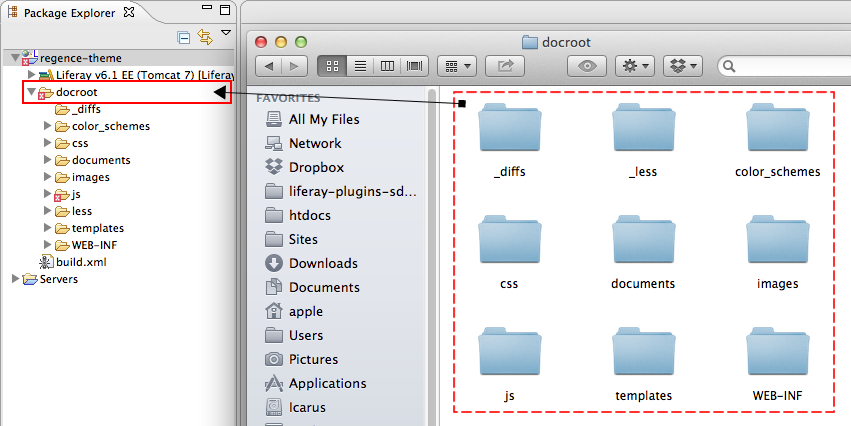 Package Explorer
regence-theme
Liferay v6.1 EE (Tomcat 7) [Liferay
docroot
_diffs
color_schemes
css
documents
images
js
less
templates
WEB-INF
build.xml
Servers
docroot
FAVORITES
All My Files
Network
Dropbox
liferay-plugins-sd...
htdocs
Sites
Downloads
Documents
apple
Users
Pictures
Applications
Icarus
_diffs
_less
color_schemes
css
documents
images
js
templates
WEB-INF